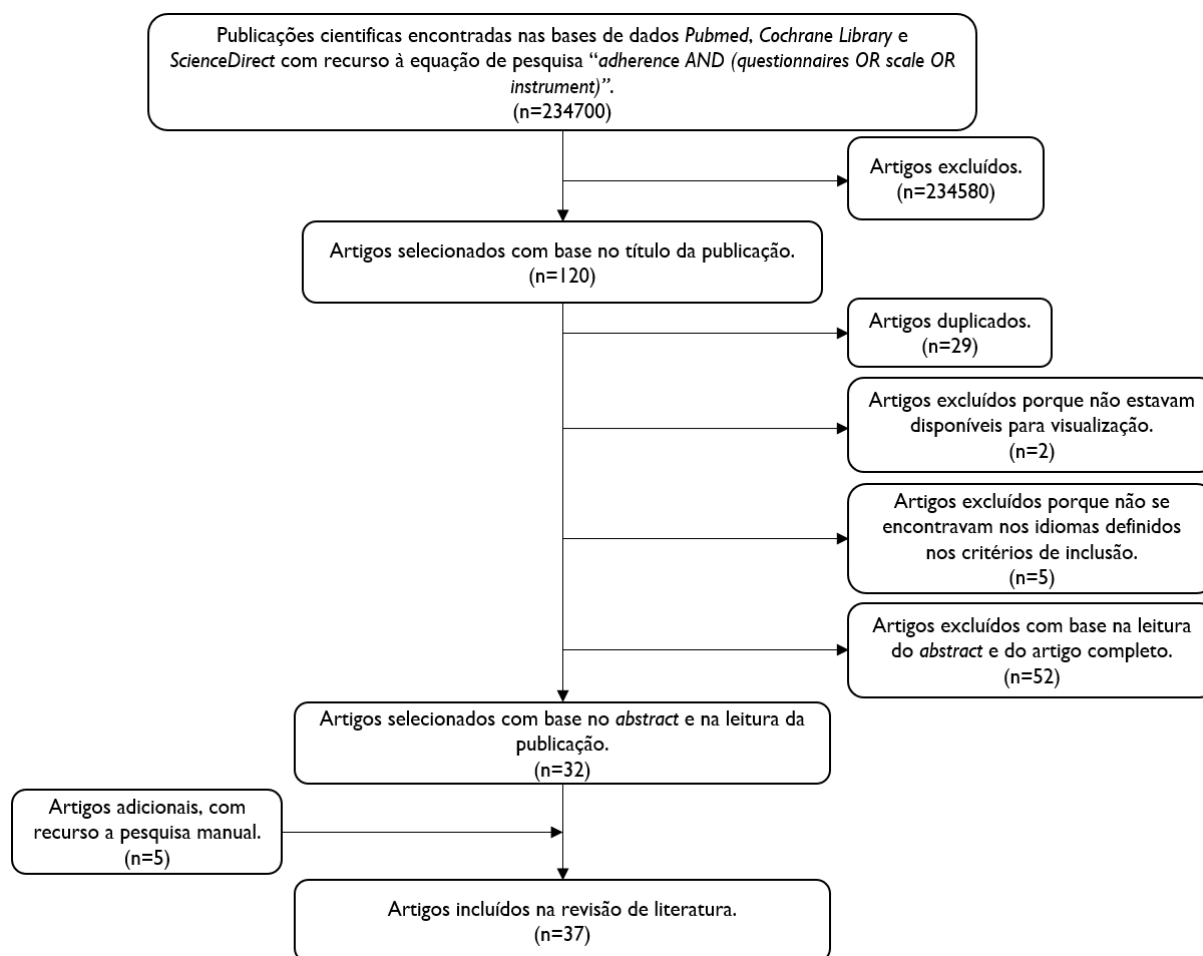 Publicações cientificas encontradas nas bases de dados Pubmed, Cochrane Library e
ScienceDirect com recurso à equação de pesquisa “adherence AND (questionnaires OR scale OR
instrument)”.
(n=234700)
Artigos excluídos.
(n=234580)
Artigos selecionados com base no título da publicação.
(n=120)
Artigos duplicados.
(n=29)
Artigos excluídos porque não estavam
disponíveis para visualização.
(n=2)
Artigos excluídos porque não se
encontravam nos idiomas definidos
nos critérios de inclusão.
(n=5)
Artigos excluídos com base na leitura
do abstract e do artigo completo.
(n=52)
Artigos selecionados com base no abstract e na leitura da
publicação.
(n=32)
Artigos adicionais, com
recurso a pesquisa manual.
(n=5)
Artigos incluídos na revisão de literatura.
(n=37)